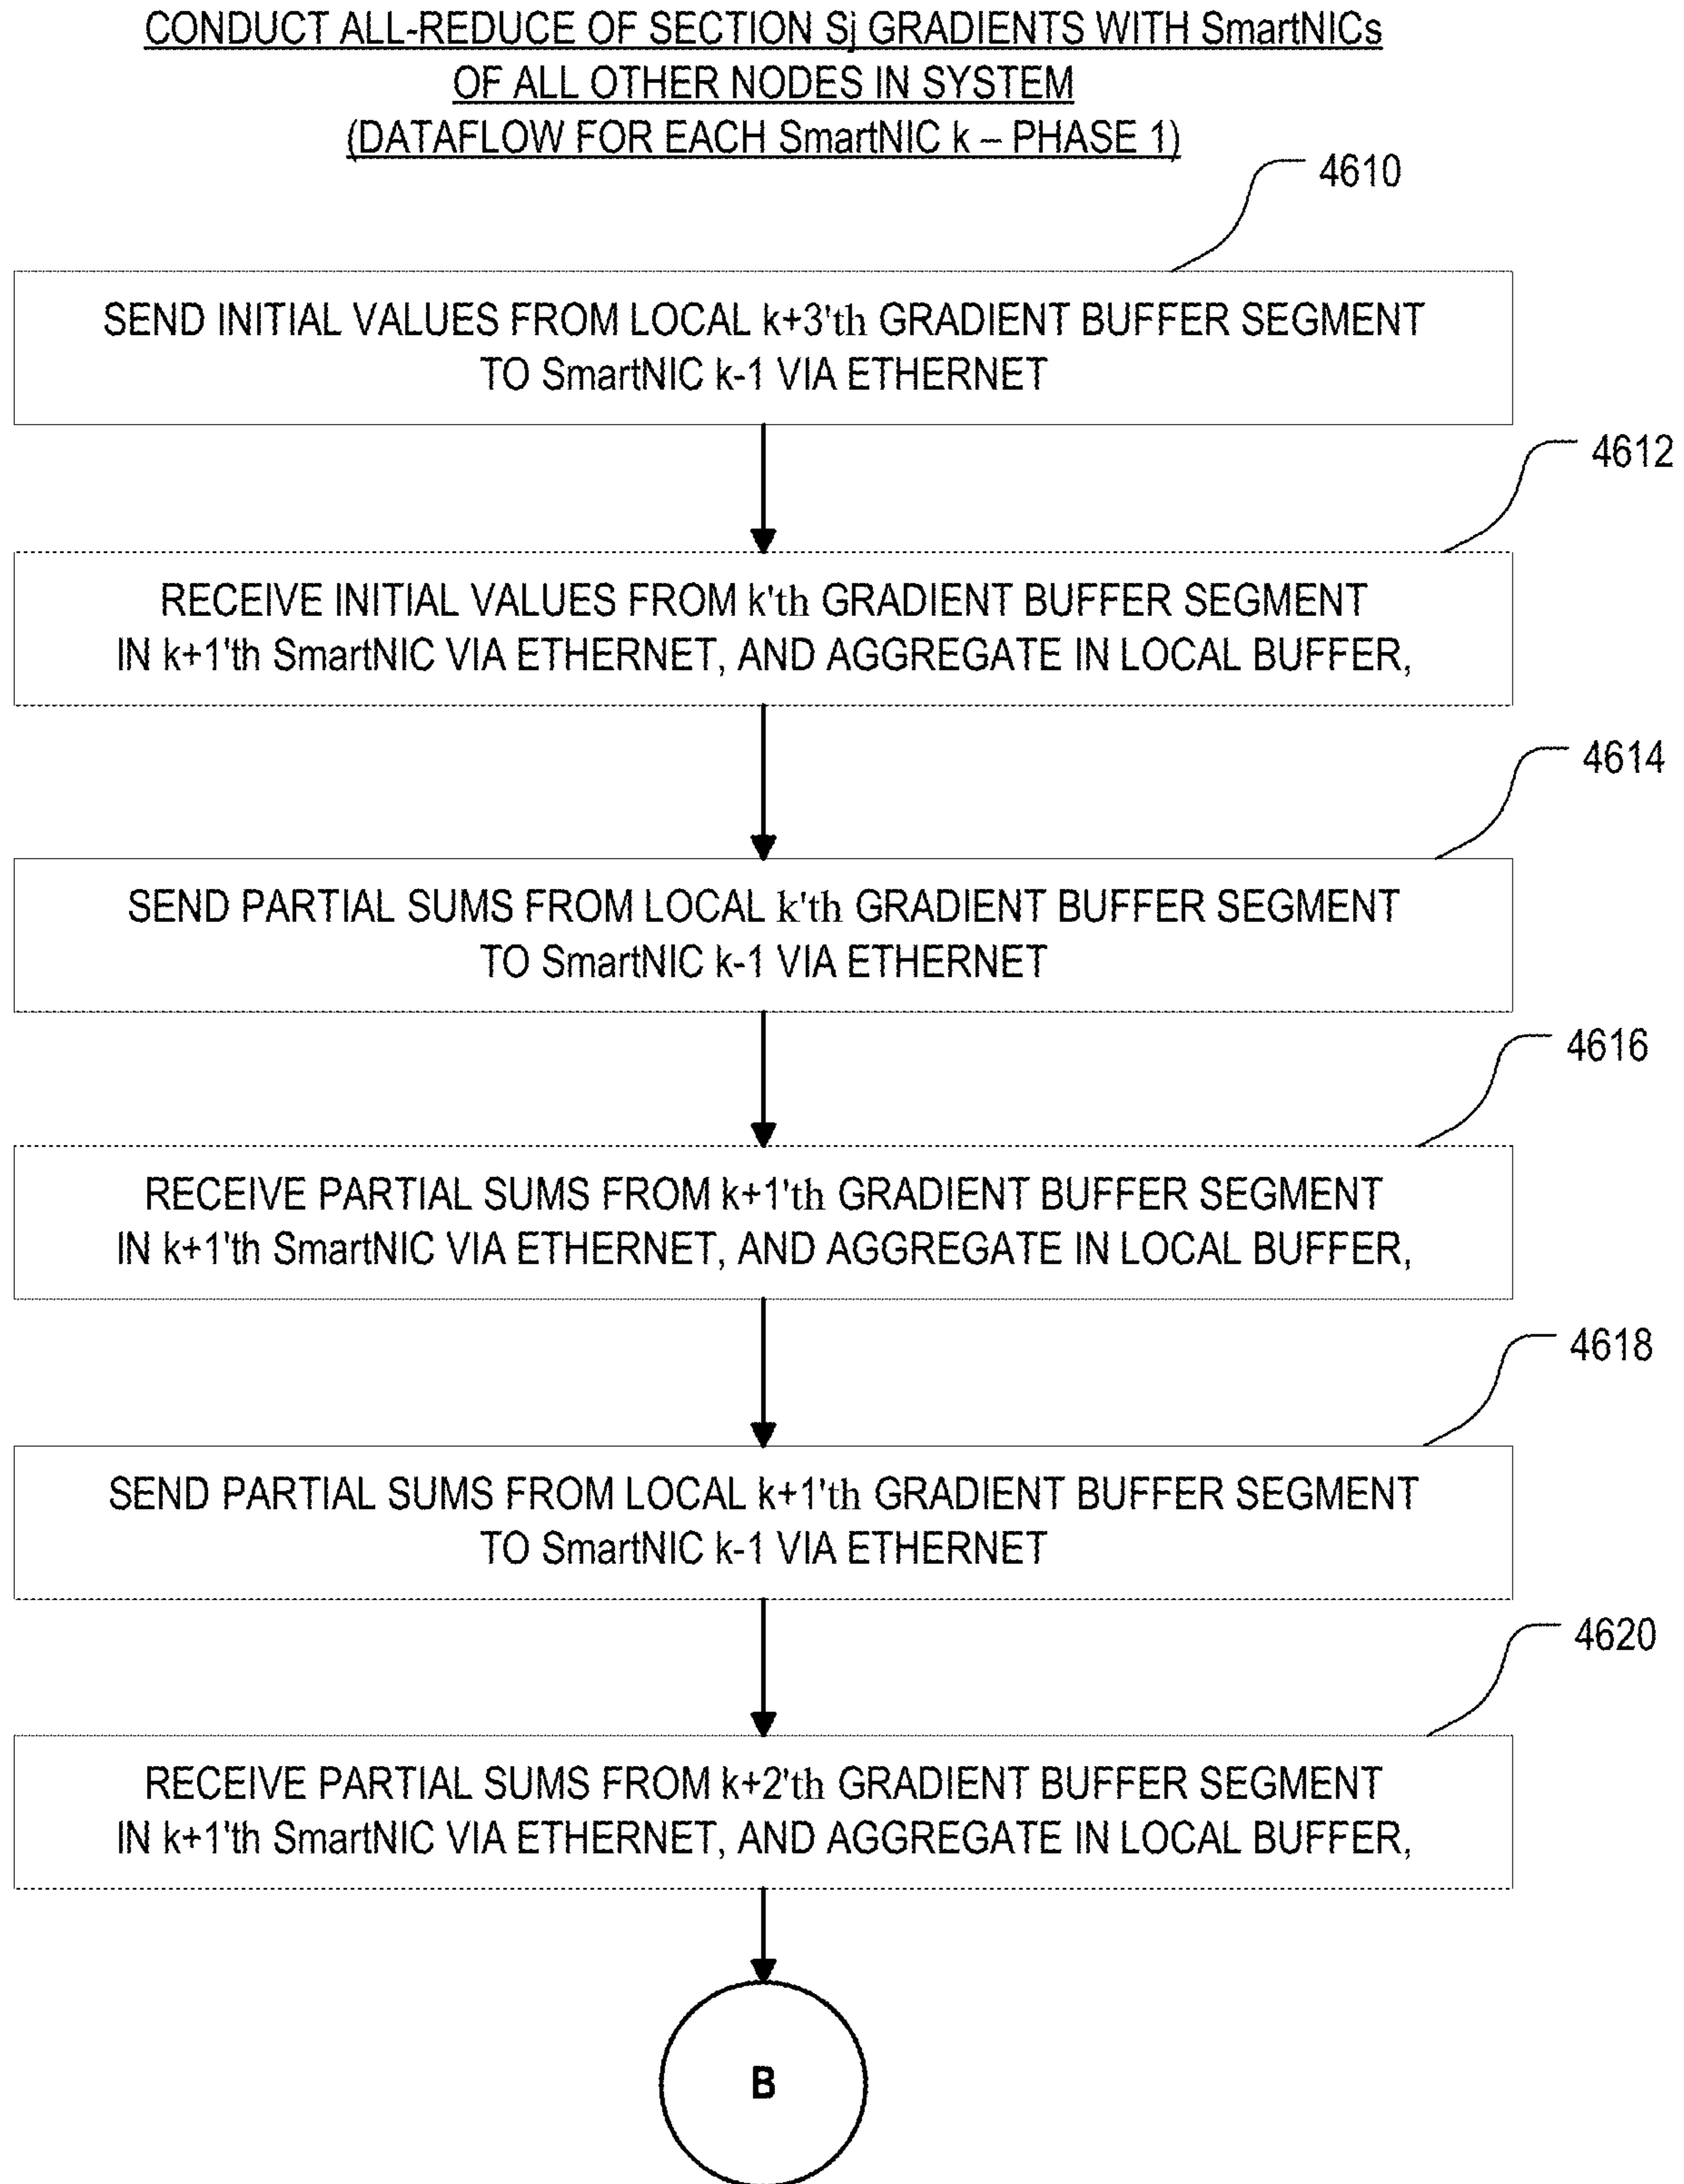 CONDUCT ALL-REDUCE OF SECTION Sj GRADIENTS WITH SmartNICs
OF ALL OTHER NODES IN SYSTEM
(DATAFLOW FOR EACH SmartNIC k – PHASE 1)
4610
SEND INITIAL VALUES FROM LOCAL k+3'th GRADIENT BUFFER SEGMENT
TO SmartNIC k-1 VIA ETHERNET
4612
RECEIVE INITIAL VALUES FROM k'th GRADIENT BUFFER SEGMENT
IN k+1'th SmartNIC VIA ETHERNET, AND AGGREGATE IN LOCAL BUFFER,
4614
SEND PARTIAL SUMS FROM LOCAL k'th GRADIENT BUFFER SEGMENT
TO SmartNIC k-1 VIA ETHERNET
4616
RECEIVE PARTIAL SUMS FROM k+1'th GRADIENT BUFFER SEGMENT
IN k+1'th SmartNIC VIA ETHERNET, AND AGGREGATE IN LOCAL BUFFER,
4618
SEND PARTIAL SUMS FROM LOCAL k+1'th GRADIENT BUFFER SEGMENT
TO SmartNIC k-1 VIA ETHERNET
4620
RECEIVE PARTIAL SUMS FROM k+2'th GRADIENT BUFFER SEGMENT
IN k+1'th SmartNIC VIA ETHERNET, AND AGGREGATE IN LOCAL BUFFER,
B